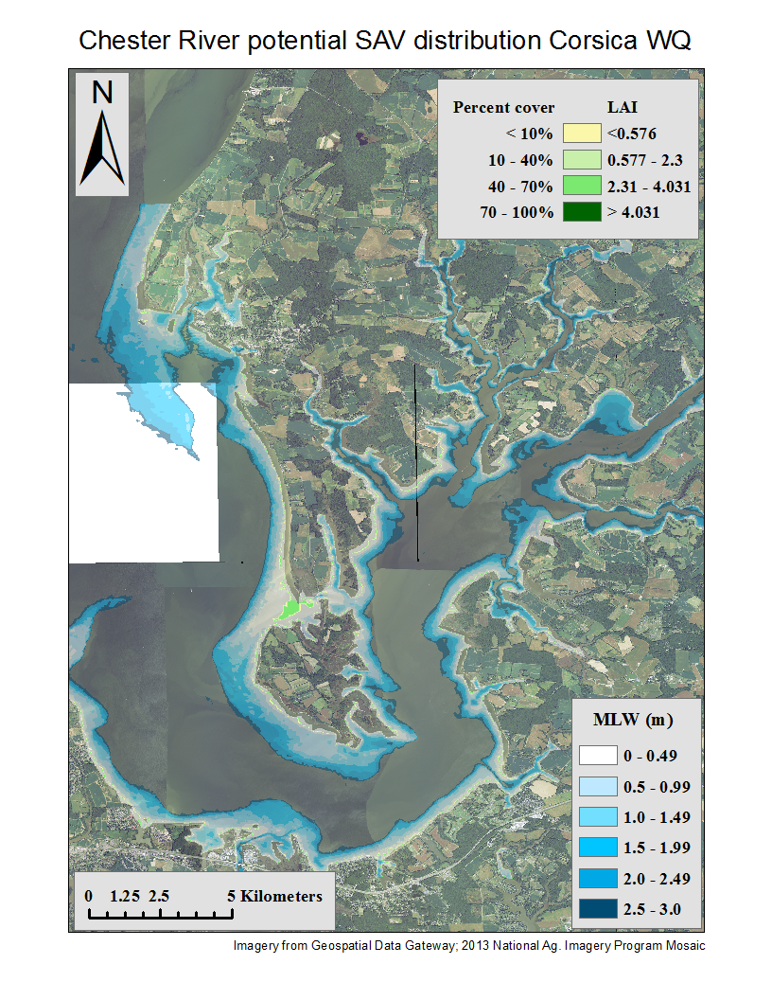 Chester River potential SAV distribution Corsica WQ
N
Percent cover LAI
< 10% <0.576
10 - 40% 0.577 - 2.3
40 - 70% 2.31 - 4.031
70 - 100% > 4.031
MLW (m)
0 - 0.49
0.5 - 0.99
1.0 - 1.49
1.5 - 1.99
2.0 - 2.49
2.5 - 3.0
0 1.25 2.5 5 Kilometers
Imagery from Geospatial Data Gateway; 2013 National Ag. Imagery Program Mosaic